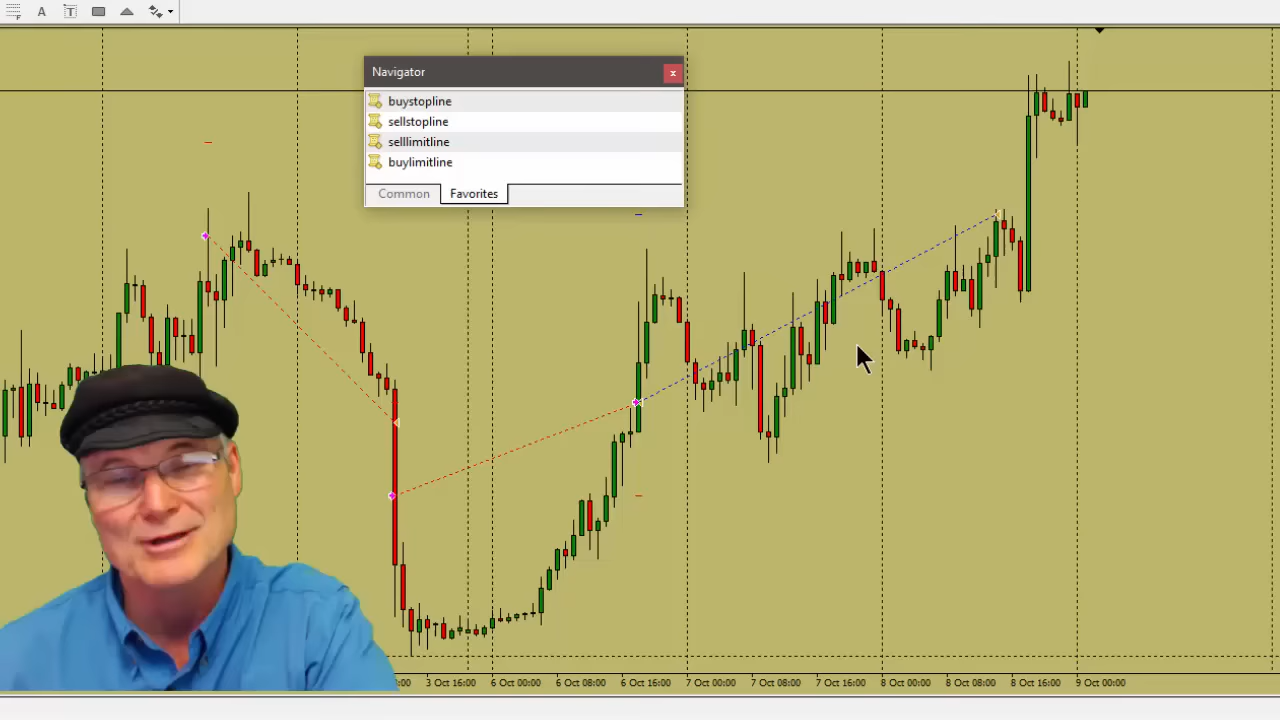 A T
Navigator x
buystopline
sellstopline
selllimitline
buylimitline
Common Favorites
:00 3 Oct 16:00 6 Oct 00:00 6 Oct 08:00 6 Oct 16:00 7 Oct 00:00 7 Oct 08:00 7 Oct 16:00 8 Oct 00:00 8 Oct 08:00 8 Oct 16:00 9 Oct 00:00